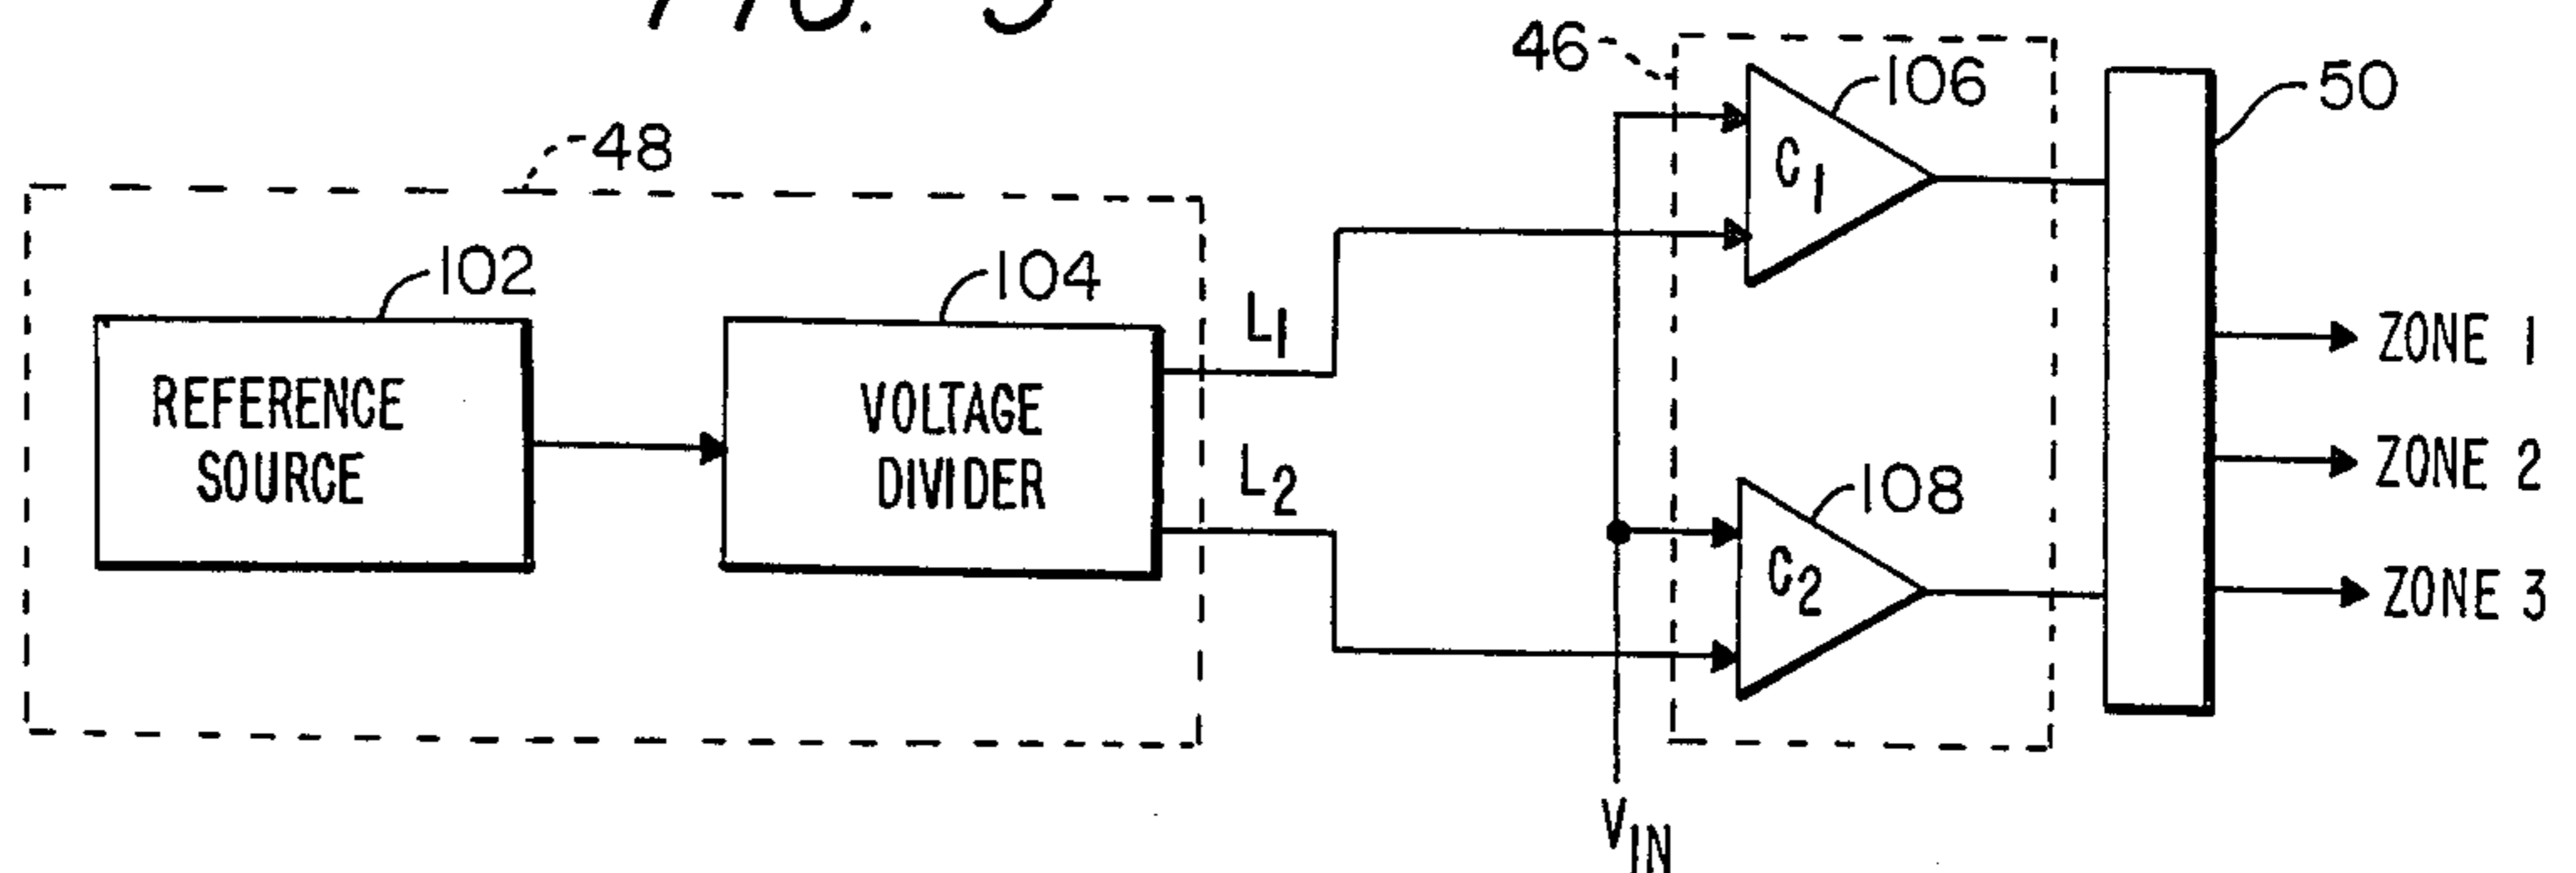 46
106
50
48
C1
102
104
L1
ZONE 1
REFERENCE
SOURCE
VOLTAGE
DIVIDER
L2
ZONE 2
108
C2
ZONE 3
VIN